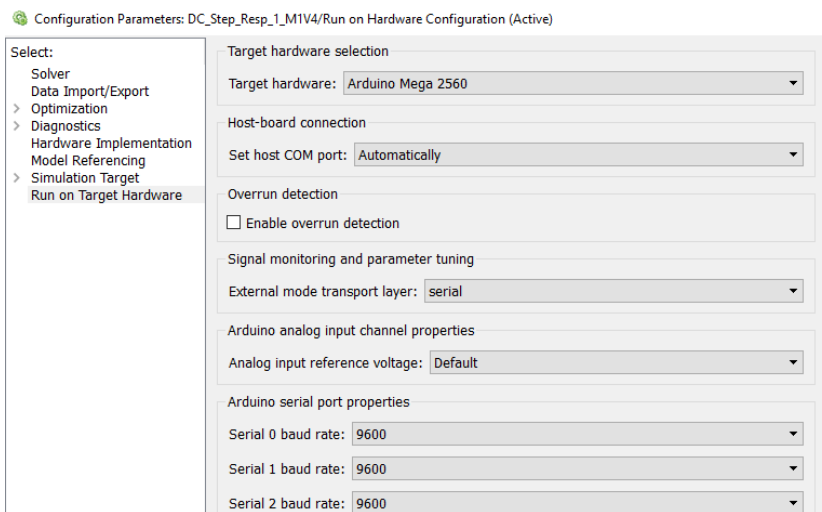 Configuration Parameters: DC_Step_Resp_1_M1V4/Run on Hardware Configuration (Active)
Select:
Solver
Data Import/Export
Optimization
Diagnostics
Hardware Implementation
Model Referencing
Simulation Target
Run on Target Hardware
Target hardware selection
Target hardware: Arduino Mega 2560
Host-board connection
Set host COM port: Automatically
Overrun detection
Enable overrun detection
Signal monitoring and parameter tuning
External mode transport layer: serial
Arduino analog input channel properties
Analog input reference voltage: Default
Arduino serial port properties
Serial 0 baud rate: 9600
Serial 1 baud rate: 9600
Serial 2 baud rate: 9600